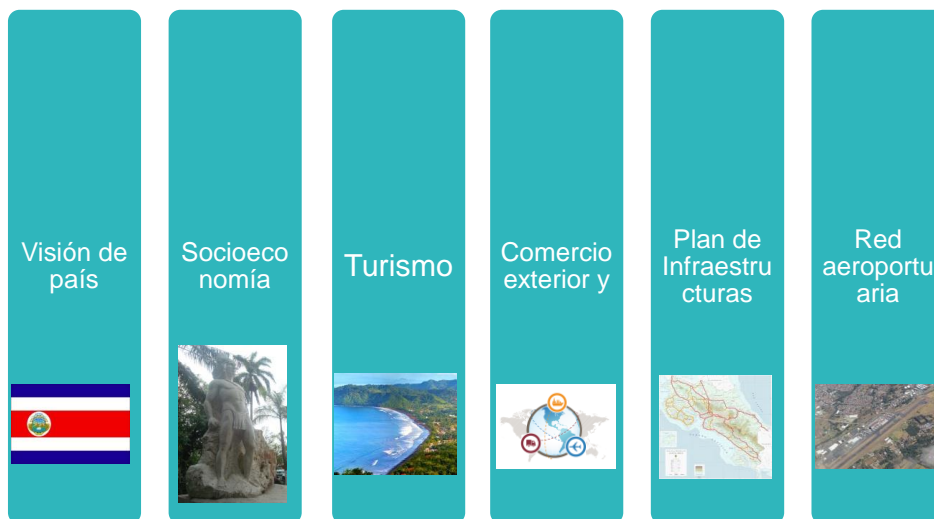 Visión de
país
Socioeco
nomía
Turismo
Comercio
exterior y
Plan de
Infraestru
cturas
Red
aeroportu
aria